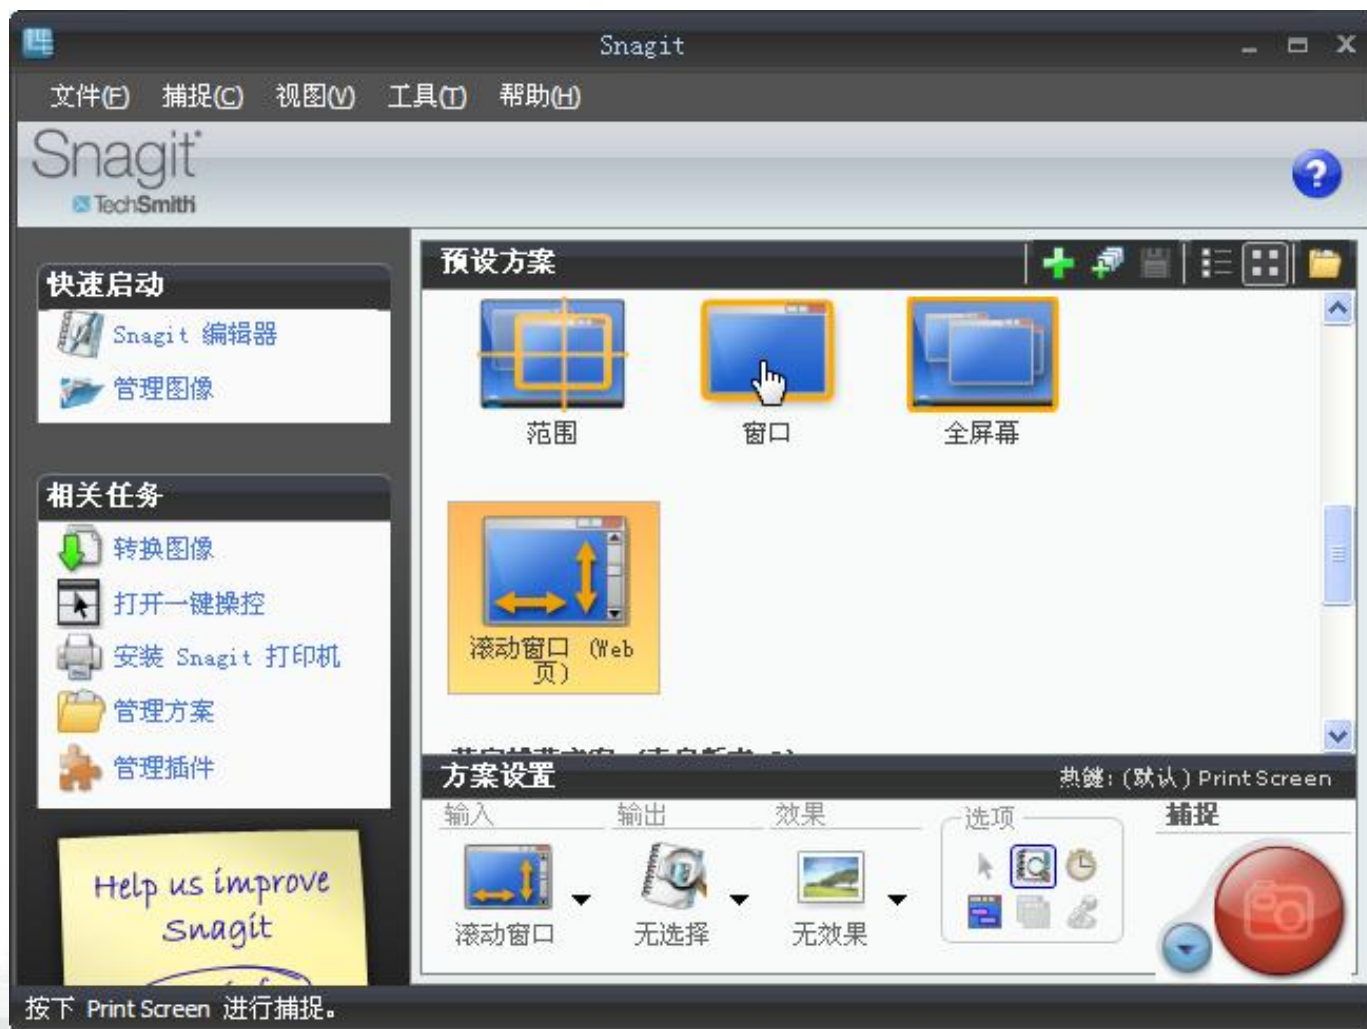 Snagit
文件(F) 捕捉(C) 视图(V) 工具(T) 帮助(H)
Snagit
TechSmith
快速启动
Snagit 编辑器
管理图像
相关任务
转换图像
打开一键操控
安装 Snagit 打印机
管理方案
管理插件
Help us improve
Snagit
预设方案
范围 窗口 全屏幕
滚动窗口 (Web
页)
方案设置 热键:(默认)PrintScreen
输入 输出 效果 选项 捕捉
滚动窗口 无选择 无效果
按下 Print Screen 进行捕捉。